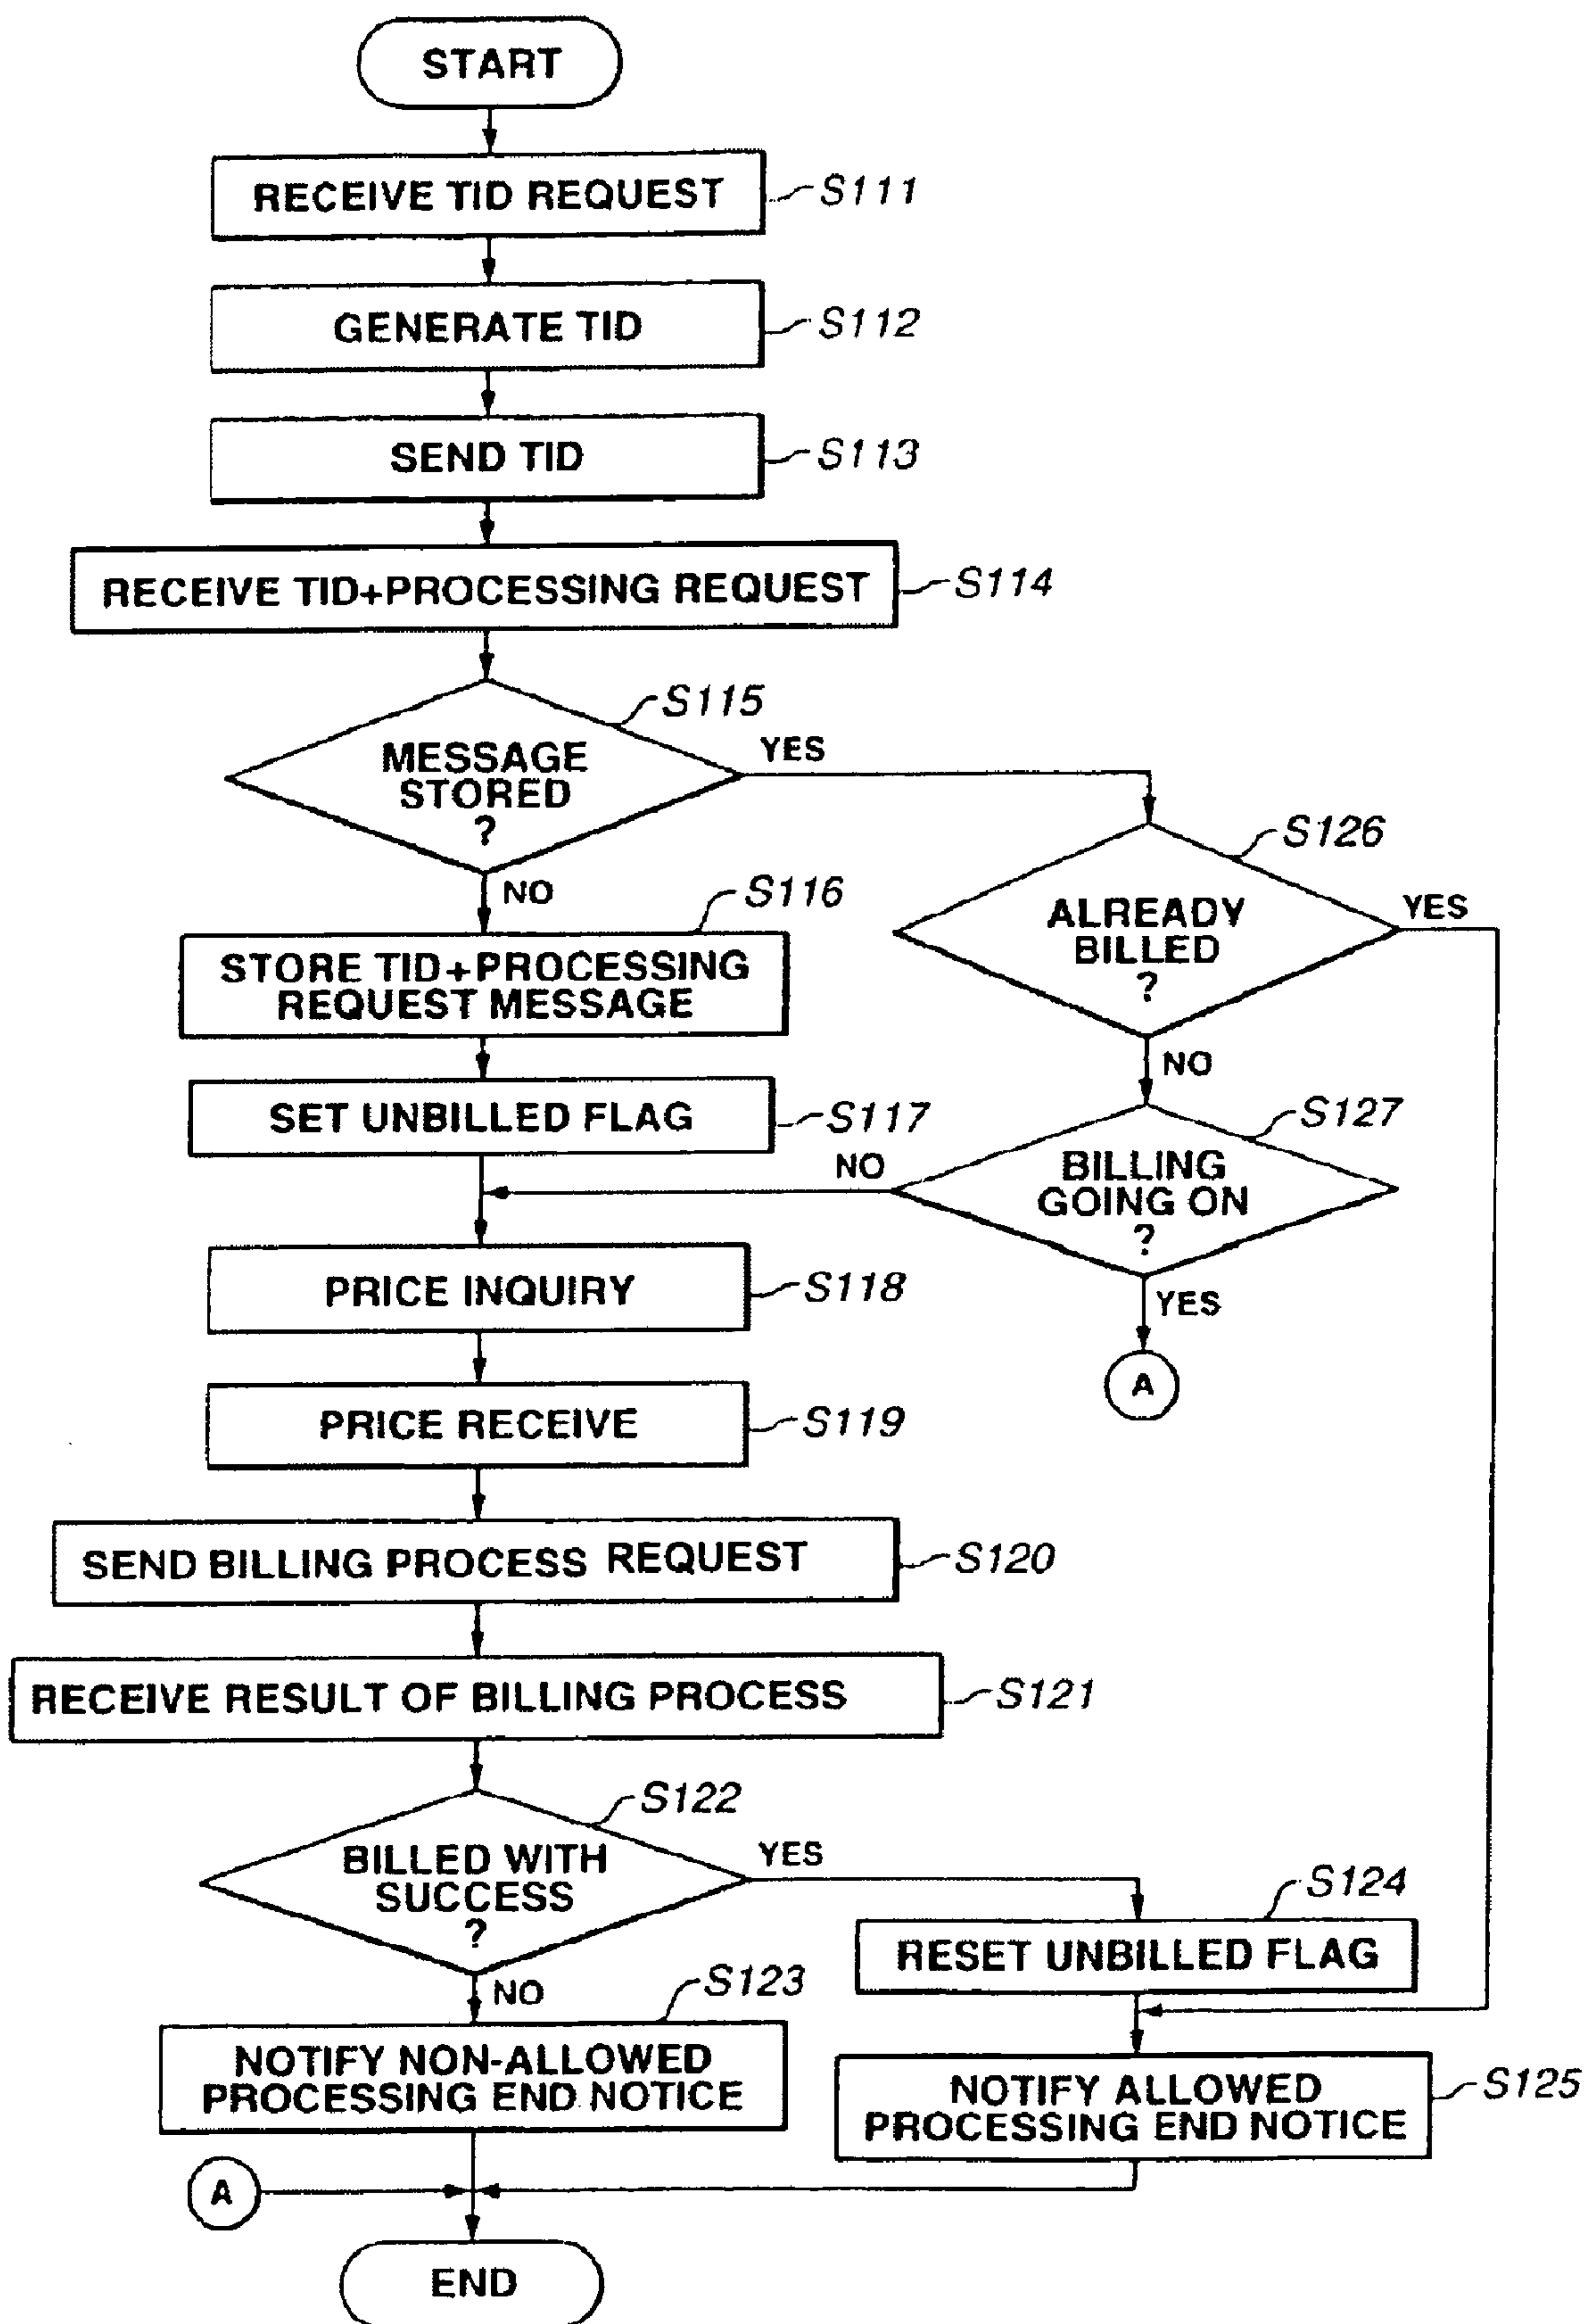 START
RECEIVE TID REQUEST
S111
GENERATE TID
S112
SEND TID
S113
RECEIVE TID+PROCESSING REQUEST
S114
S115
MESSAGE
STORED
?
YES
NO
S126
ALREADY
BILLED
?
YES
NO
S116
STORE TID+PROCESSING
REQUEST MESSAGE
SET UNBILLED FLAG
S117
S127
BILLING
GOING ON
?
NO
YES
A
PRICE INQUIRY
S118
PRICE RECEIVE
S119
SEND BILLING PROCESS REQUEST
S120
RECEIVE RESULT OF BILLING PROCESS
S121
S122
BILLED WITH
SUCCESS
?
YES
NO
S124
RESET UNBILLED FLAG
S123
NOTIFY NON-ALLOWED
PROCESSING END NOTICE
NOTIFY ALLOWED
PROCESSING END NOTICE
S125
A
END